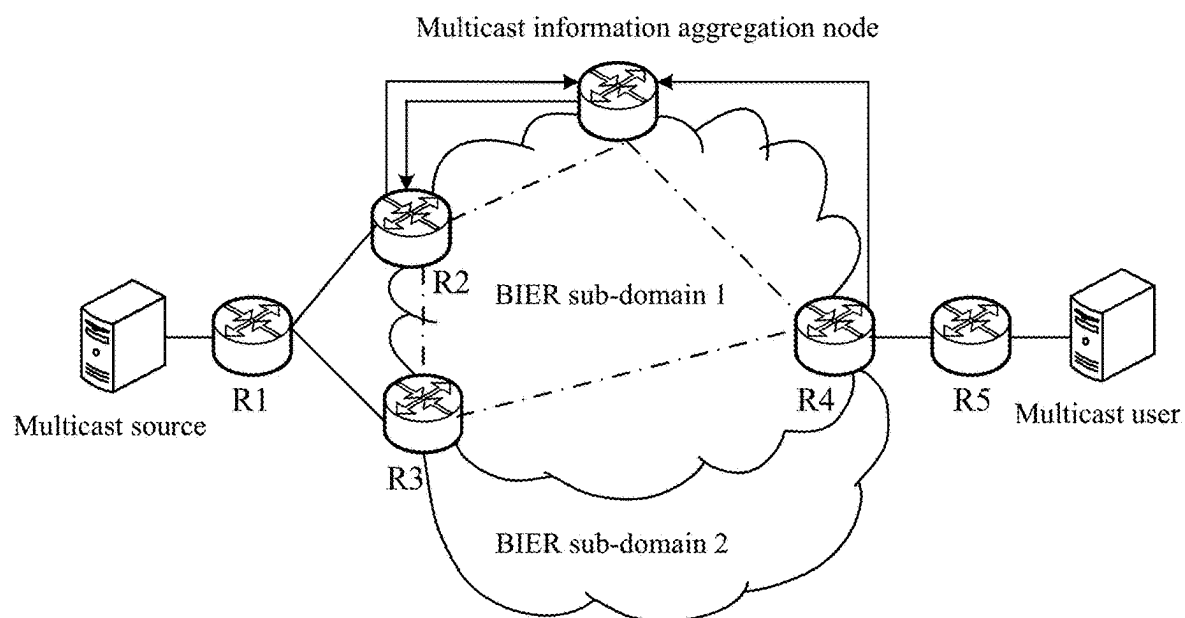 Multicast information aggregation node
R2
BIER sub-domain 1
R1
R4
R5
Multicast source
Multicast user
R3
BIER sub-domain 2